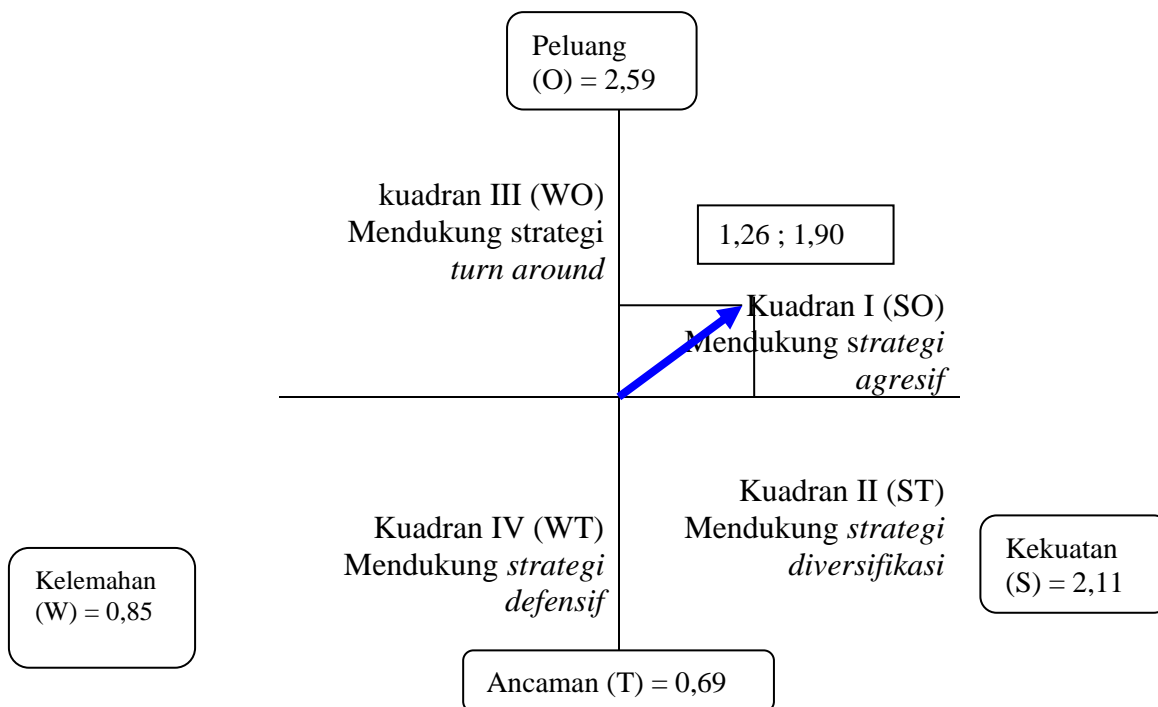 Peluang
(O) = 2,59
kuadran III (WO)
Mendukung strategi
turn around
1,26 ; 1,90
Kuadran I (SO)
Mendukung strategi
agresif
Kuadran IV (WT)
Mendukung strategi
defensif
Kuadran II (ST)
Mendukung strategi
diversifikasi
Kelemahan
(W) = 0,85
Kekuatan
(S) = 2,11
Ancaman (T) = 0,69